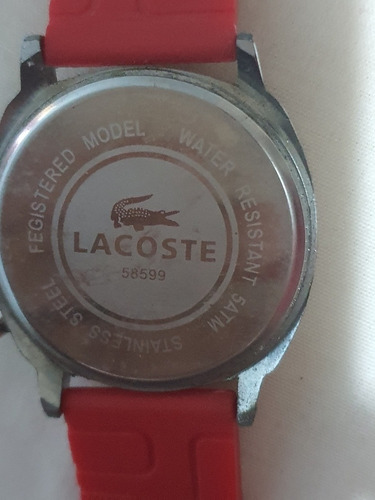 FEGISTERED MODEL WATER RESISTANT 5ATM
STAINLESS STEEL
LACOSTE
58599